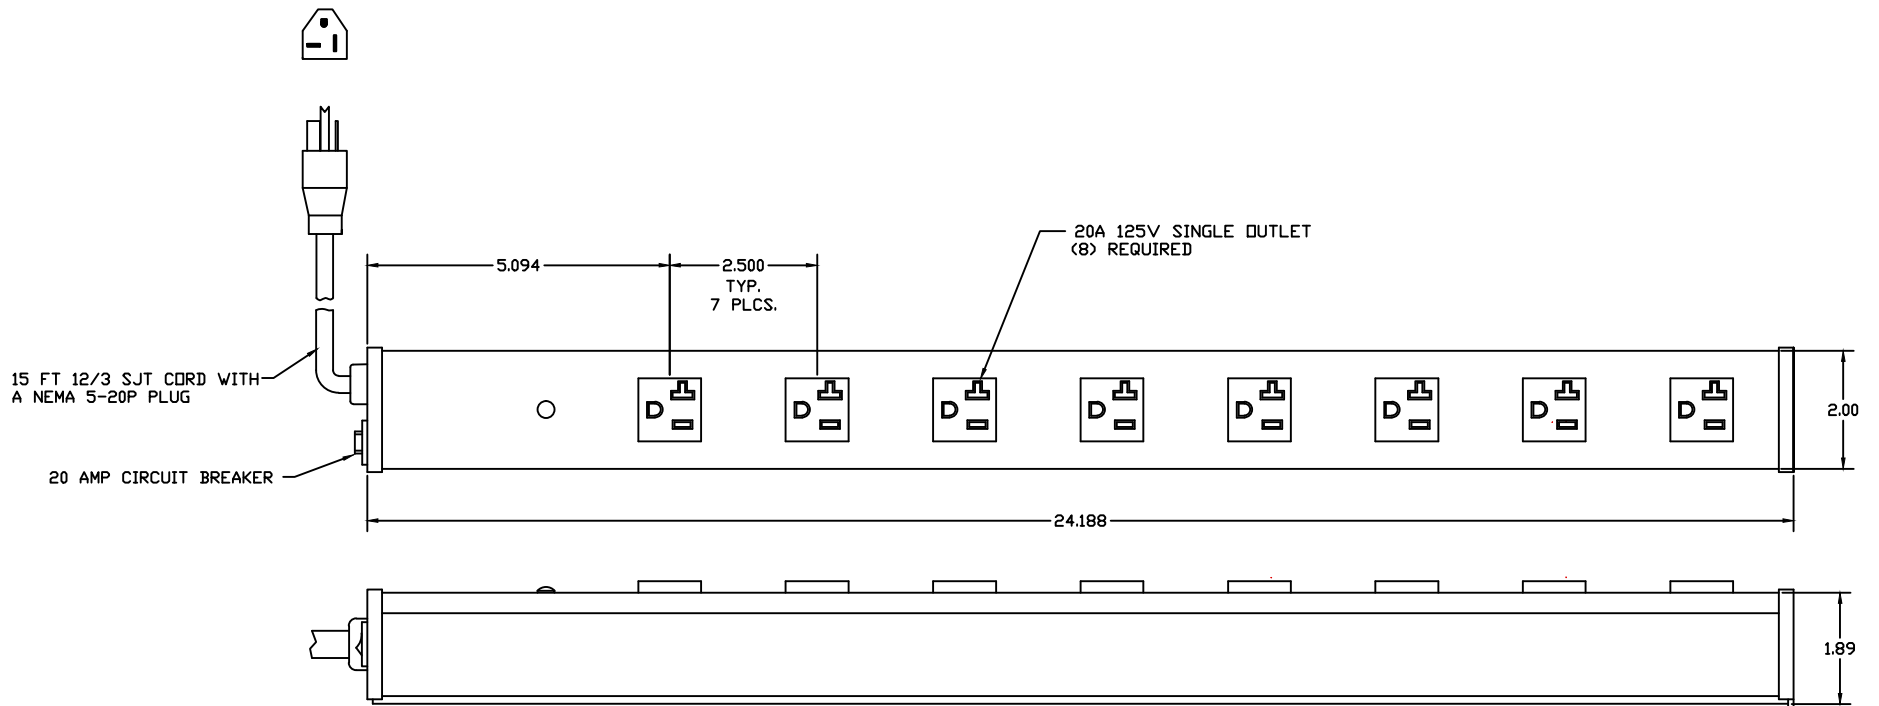 20A 125V SINGLE OUTLET
(8) REQUIRED
5.094
2.500
TYP.
7 PLCS.
15 FT 12/3 SJT CORD WITH
A NEMA 5-20P PLUG
2.00
20 AMP CIRCUIT BREAKER
24.188
1.89